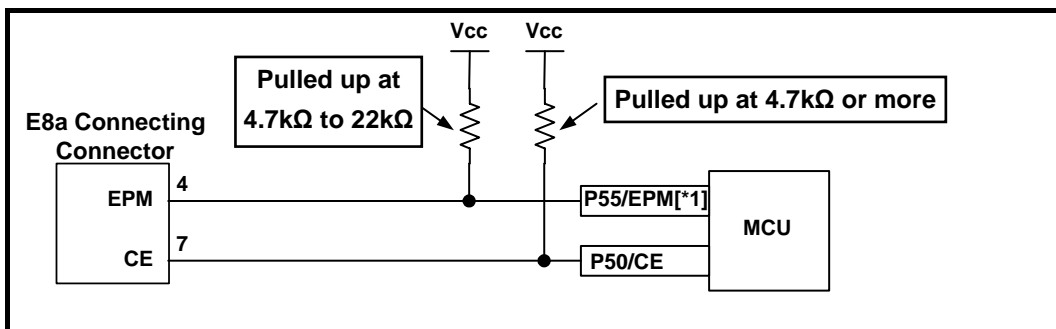 Vcc
Vcc
Pulled up at
4.7kΩ to 22kΩ
Pulled up at 4.7kΩ or more
E8a Connecting
Connector
EPM
4
P55/EPM[*1]
MCU
CE
7
P50/CE